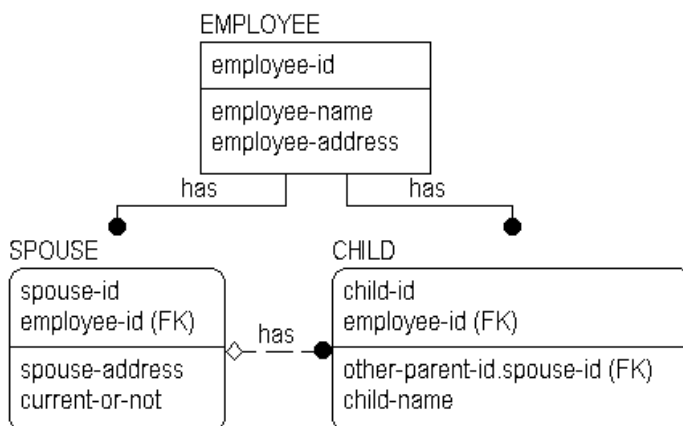 EMPLOYEE
employee-id
employee-name
employee-address
has
has
SPOUSE
spouse-id
employee-id (FK)
spouse-address
current-or-not
has
CHILD
child-id
employee-id (FK)
other-parent-id.spouse-id (FK)
child-name